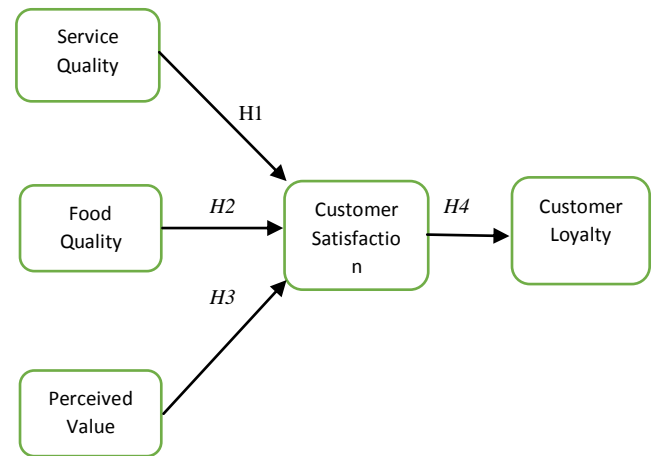 Service
Quality
H1
Food
Quality
H2
Customer
Satisfactio
n
H4
Customer
Loyalty
H3
Perceived
Value